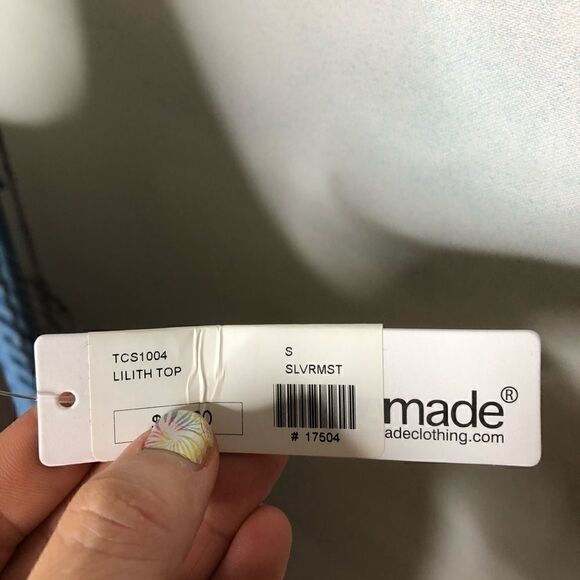 TCS1004
LILITH TOP
S
SLVRMST
# 17504
made®
adeclothing.com